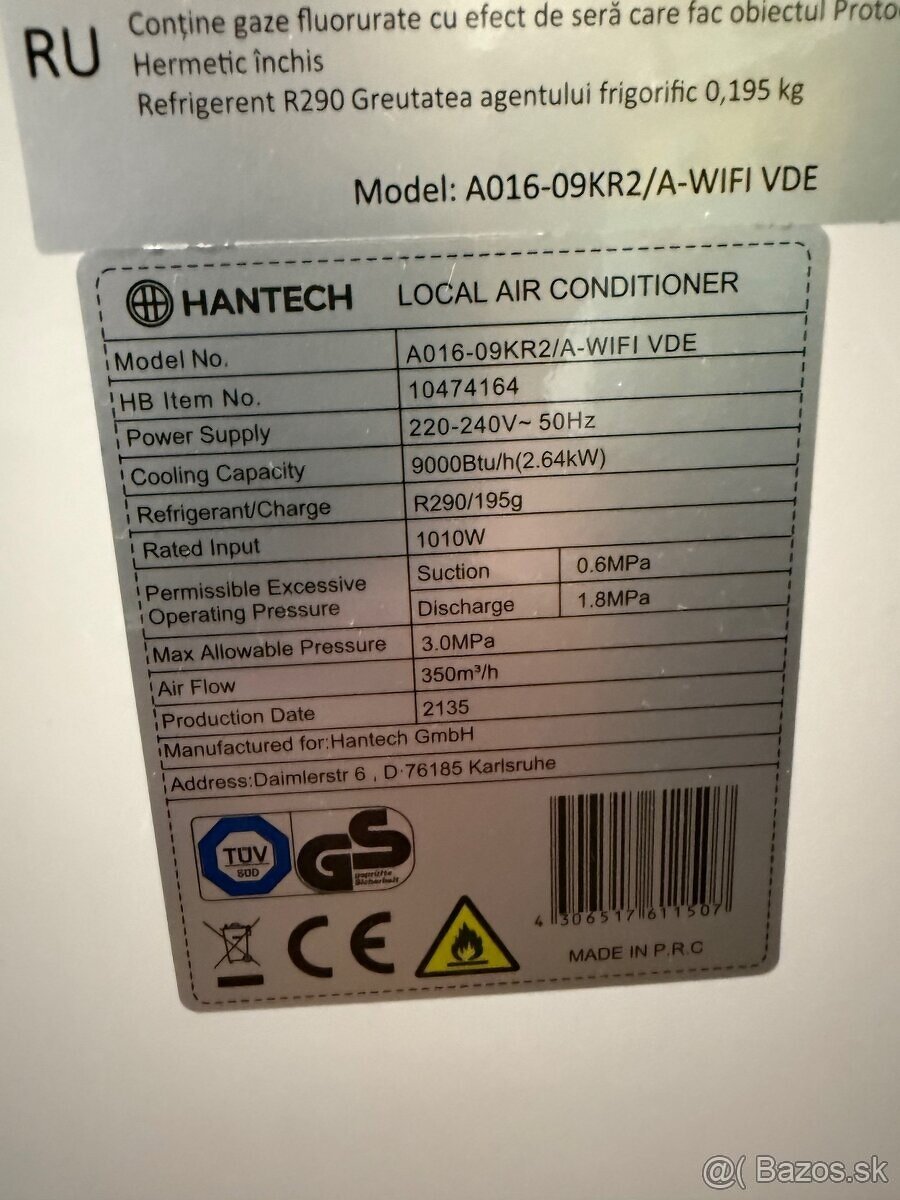 RU
Conține gaze fluorurate cu efect de seră care fac obiectul
Hermetic închis
Refrigerent R290 Greutatea agentului frigorific 0,195 kg
Model: A016-09KR2/A-WIFI VDE
HANTECH LOCAL AIR CONDITIONER
Model No. A016-09KR2/A-WIFI VDE
HB Item No. 10474164
Power Supply 220-240V~ 50Hz
Cooling Capacity 9000Btu/h(2.64kW)
Refrigerant/Charge R290/195g
Rated Input 1010W
Permissible Excessive Operating Pressure Suction 0.6MPa
Discharge 1.8MPa
Max Allowable Pressure 3.0MPa
Air Flow 350m³/h
Production Date 2135
Manufactured for:Hantech GmbH
Address:Daimlerstr 6 , D-76185 Karlsruhe
TÜV
SÜD
GS
geprüfte
Sicherheit
CE
4 306517 611507
MADE IN P.R.C
@( Bazos.sk